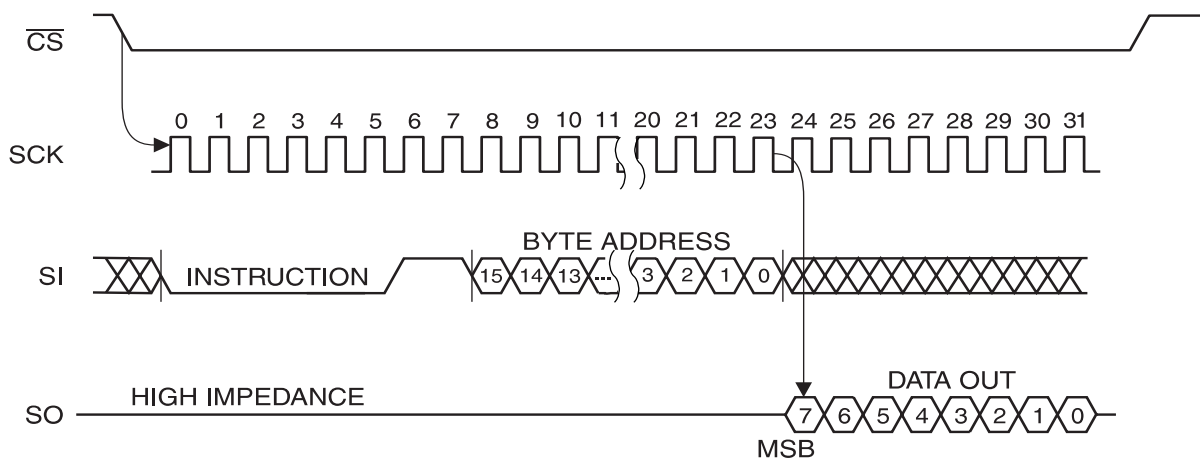 CS
0 1 2 3 4 5 6 7 8 9 10 11 20 21 22 23 24 25 26 27 28 29 30 31
SCK
BYTE ADDRESS
SI INSTRUCTION 15 14 13 ... 3 2 1 0
HIGH IMPEDANCE DATA OUT
SO 7 6 5 4 3 2 1 0
MSB